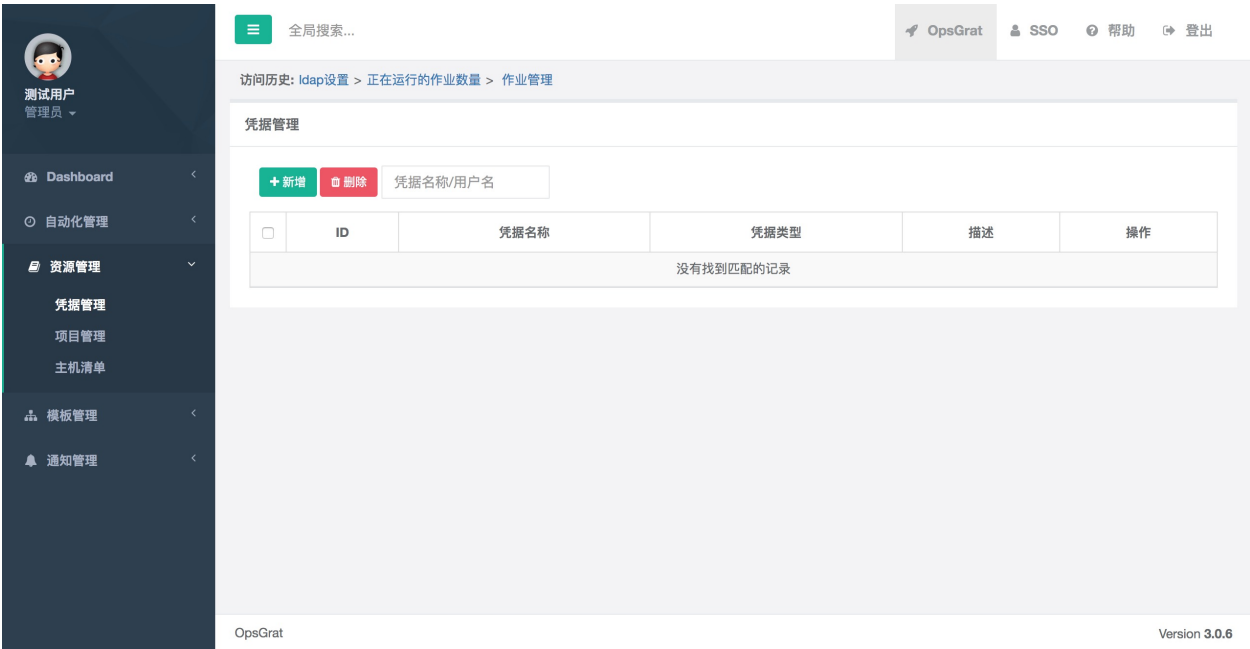 测试用户
管理员
Dashboard
自动化管理
资源管理
凭据管理
项目管理
主机清单
模板管理
通知管理
全局搜索...
OpsGrat
SSO
帮助
登出
访问历史: ldap设置 > 正在运行的作业数量 > 作业管理
凭据管理
新增
删除
凭据名称/用户名
ID 凭据名称 凭据类型 描述 操作
没有找到匹配的记录
OpsGrat
Version 3.0.6